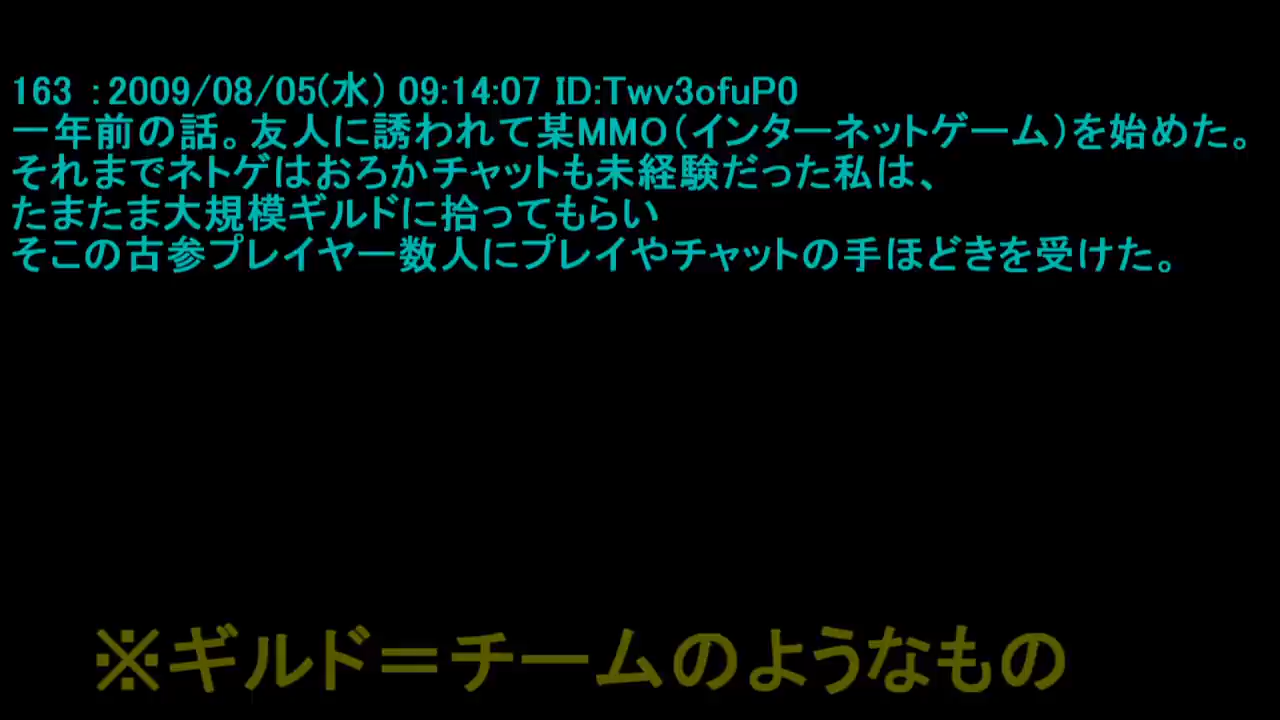 163 ：2009/08/05(水) 09:14:07 ID:Twv3ofuP0
一年前の話。友人に誘われて某MMO（インターネットゲーム）を始めた。
それまでネトゲはおろかチャットも未経験だった私は、
たまたま大規模ギルドに拾ってもらい
そこの古参プレイヤー数人にプレイやチャットの手ほどきを受けた。
※ギルド＝チームのようなもの